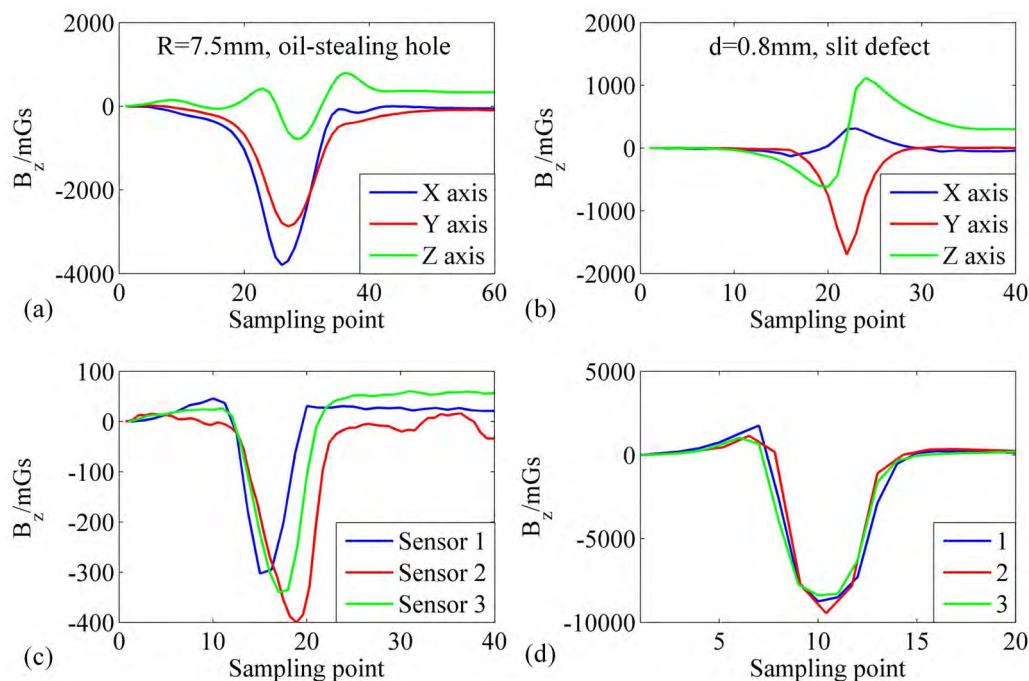 2000
R=7.5mm, oil-stealing hole
0
-2000
-4000
B_z/mGs
X axis
Y axis
Z axis
0 20 40 60
Sampling point
(a)
d=0.8mm, slit defect
1000
0
-1000
-2000
B_z/mGs
X axis
Y axis
Z axis
0 10 20 30 40
Sampling point
(b)
100
0
-100
-200
-300
-400
B_z/mGs
Sensor 1
Sensor 2
Sensor 3
0 10 20 30 40
Sampling point
(c)
5000
0
-5000
-10000
B_z/mGs
1
2
3
5 10 15 20
Sampling point
(d)